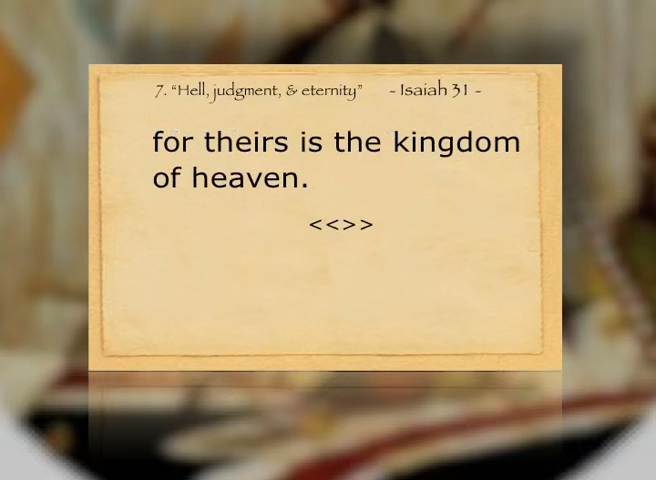 7. “Hell, judgment, & eternity” - Isaiah 31 -
for theirs is the kingdom
of heaven.
<<>>